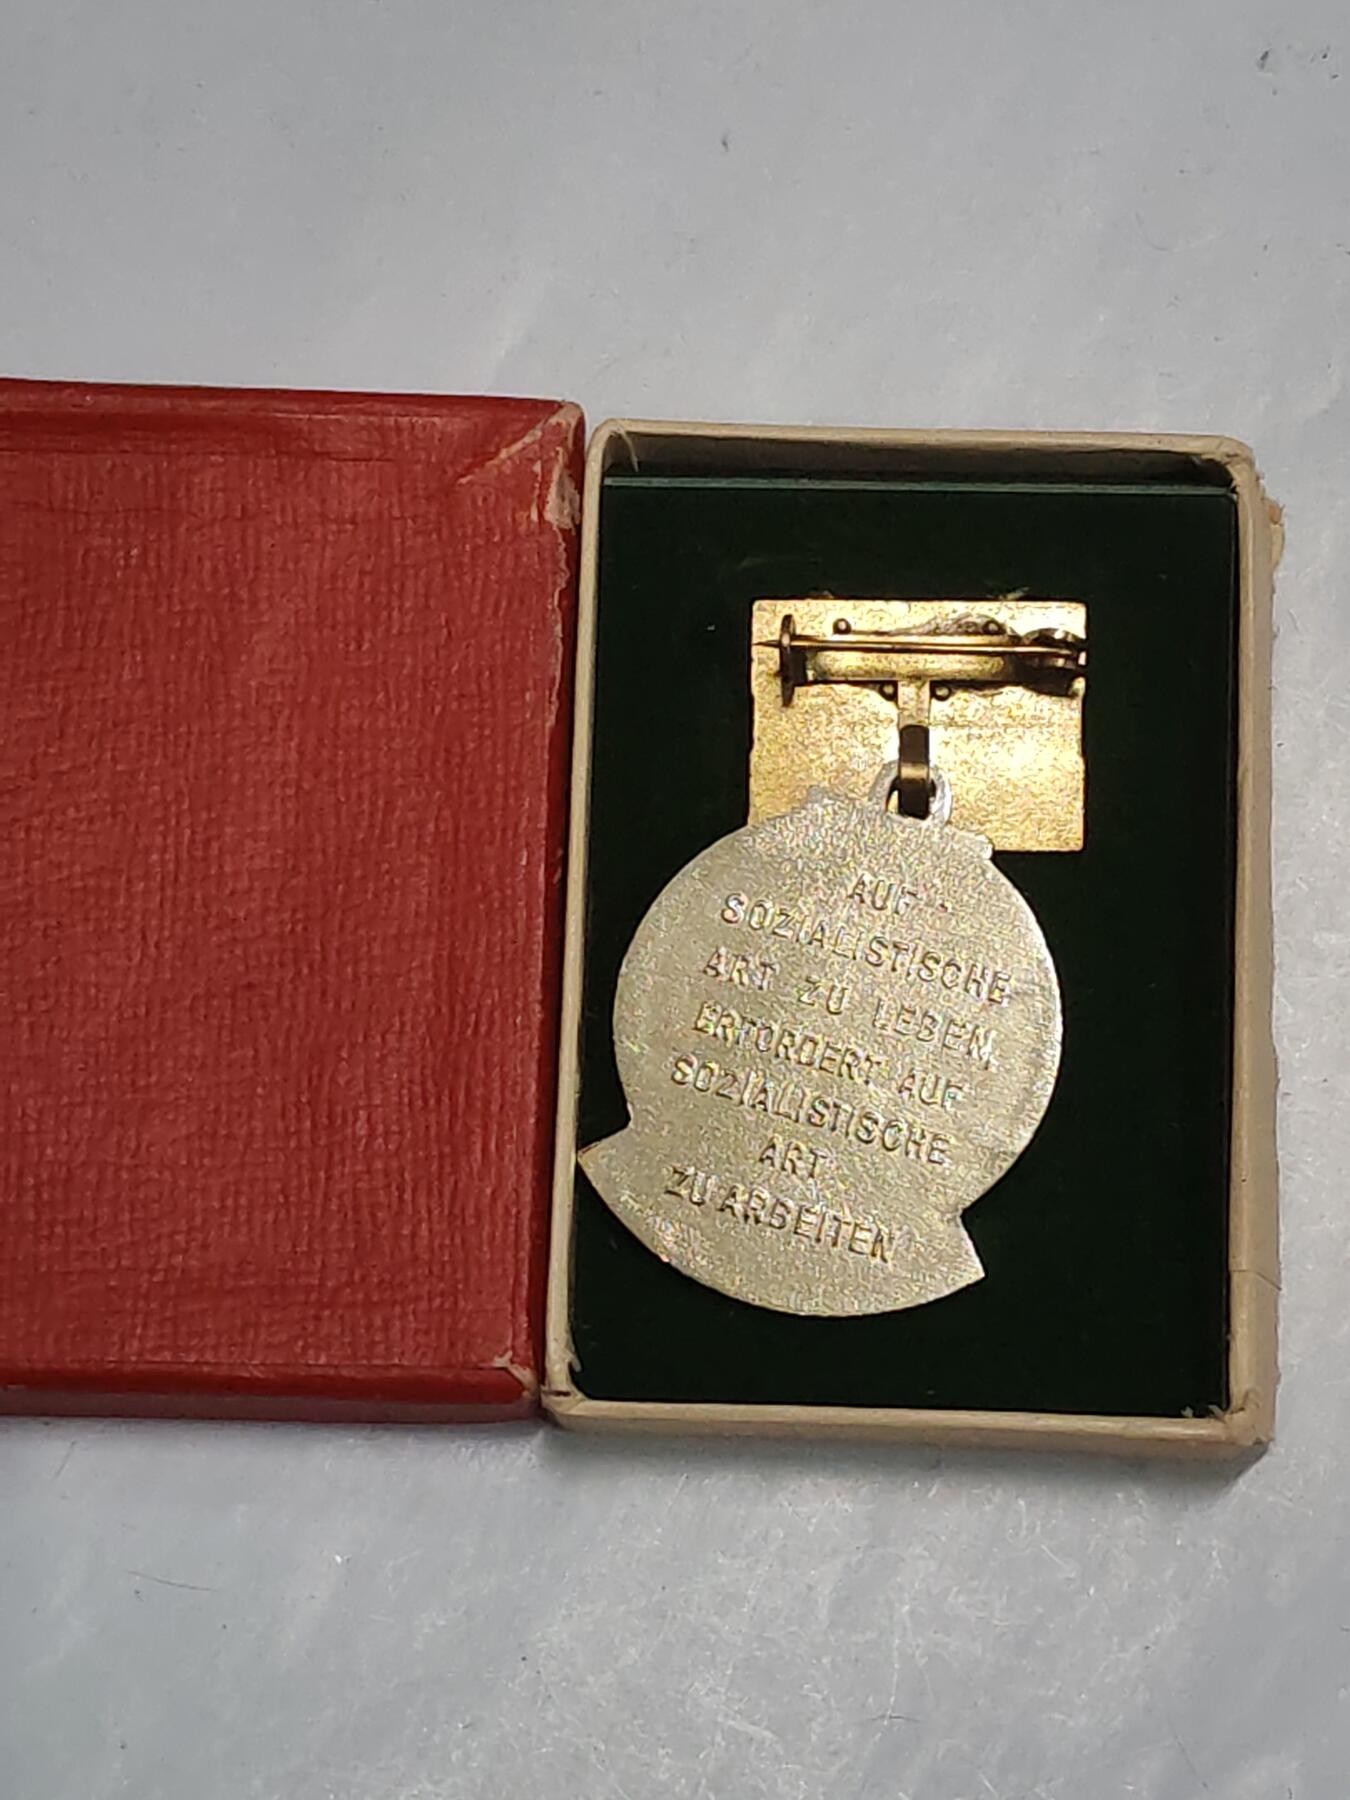 AUF
SOZIALISTISCHE
ART ZU LEBEN,
ERFORDERT AUF
SOZIALISTISCHE
ART
ZU ARBEITEN